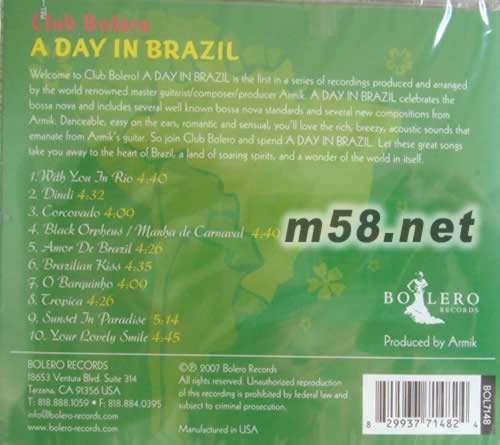 Club Bolero
A DAY IN BRAZIL
Welcome to Club Bolero! A DAY IN BRAZIL is the first in a series of recordings produced and arranged
by the world renowned master guitarist/composer/producer Armik. A DAY IN BRAZIL celebrates the
bossa nova and includes several well known bossa nova standards and several new compositions from
Armik. Danceable, easy on the ears, romantic and sensual, you'll love the rich, breezy, acoustic sounds that
emanate from Armik's guitar. So join Club Bolero and spend A DAY IN BRAZIL. Let these great songs
take you away to the heart of Brazil, a land of soaring spirits, and a wonder of the world in itself.
1. With You In Rio 4:40
2. Dindi 4:32
3. Corcovado 4:09
4. Black Orpheus / Manha de Carnaval 4:49
m58.net
5. Amor De Brazil 4:26
6. Brazilian Kiss 4:35
7. O Barquinho 4:09
8. Tropica 4:26
9. Sunset In Paradise 5:14
10. Your Lovely Smile 4:45
BOLERO
RECORDS
Produced by Armik
BOLERO RECORDS
18653 Ventura Blvd. Suite 314
Tarzana, CA 91356 USA
T: 818.888.1059 • F: 818.884.0395
info@bolero-records.com
www.bolero-records.com
©℗ 2007 Bolero Records
All rights reserved. Unauthorized reproduction
of this recording is prohibited by federal law and
subject to criminal prosecution.
Manufactured in USA
8 29937 71482 4
BOL7148